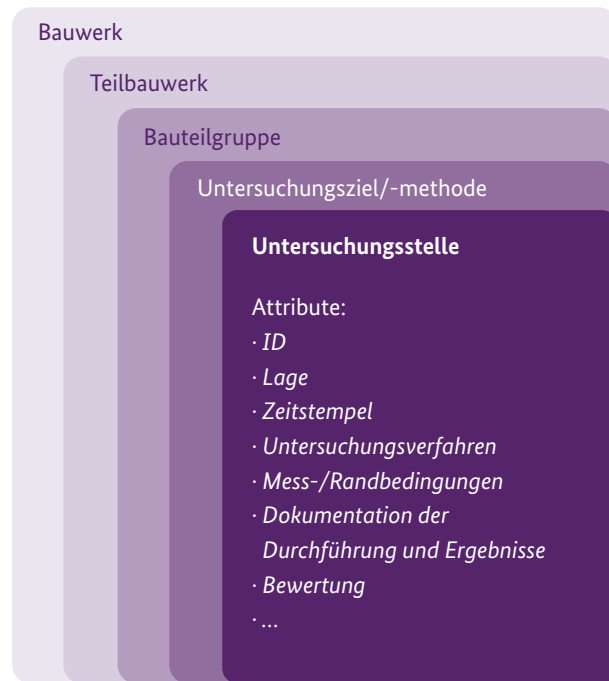 Bauwerk
Teilbauwerk
Bauteilgruppe
Untersuchungsziel/-methode
Untersuchungsstelle
Attribute:
· ID
· Lage
· Zeitstempel
· Untersuchungsverfahren
· Mess-/Randbedingungen
· Dokumentation der
Durchführung und Ergebnisse
· Bewertung
· ...